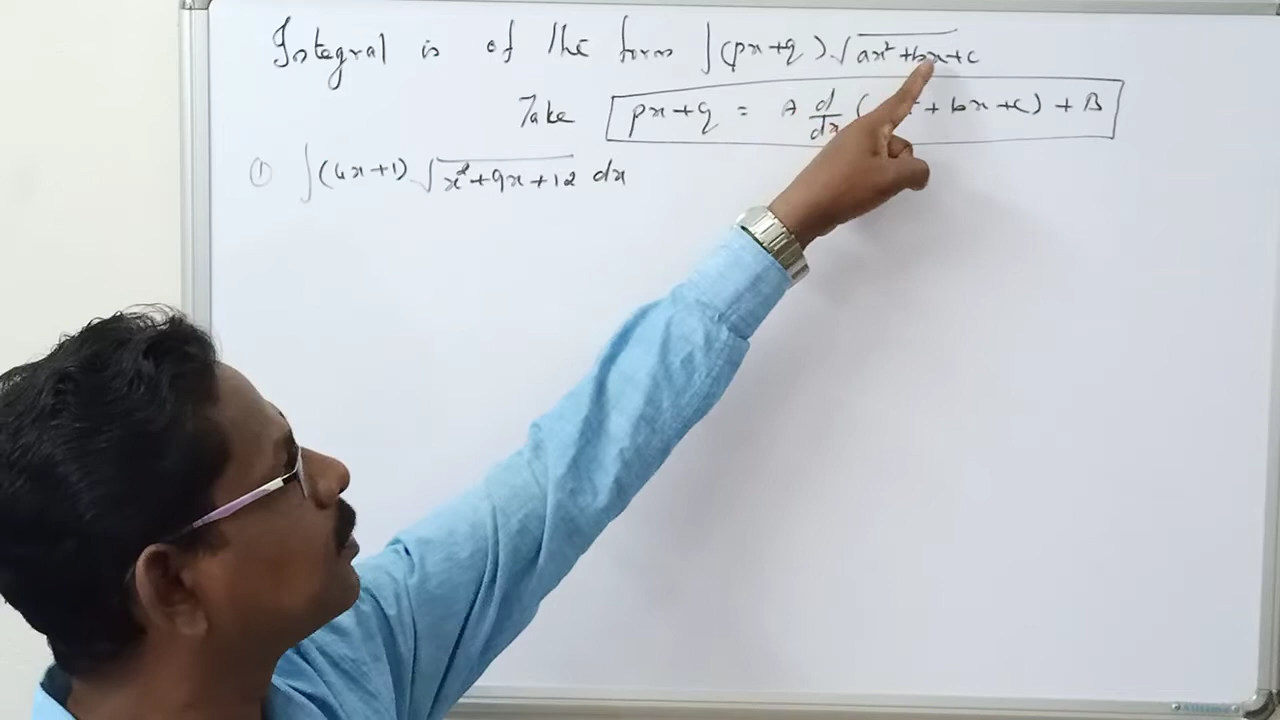 Integral is of the form ∫(px+q) √ax²+bx+c
Take px+q = A d/dx ( + bx + c) + B
① ∫(4x+1) √x²+9x+12 dx